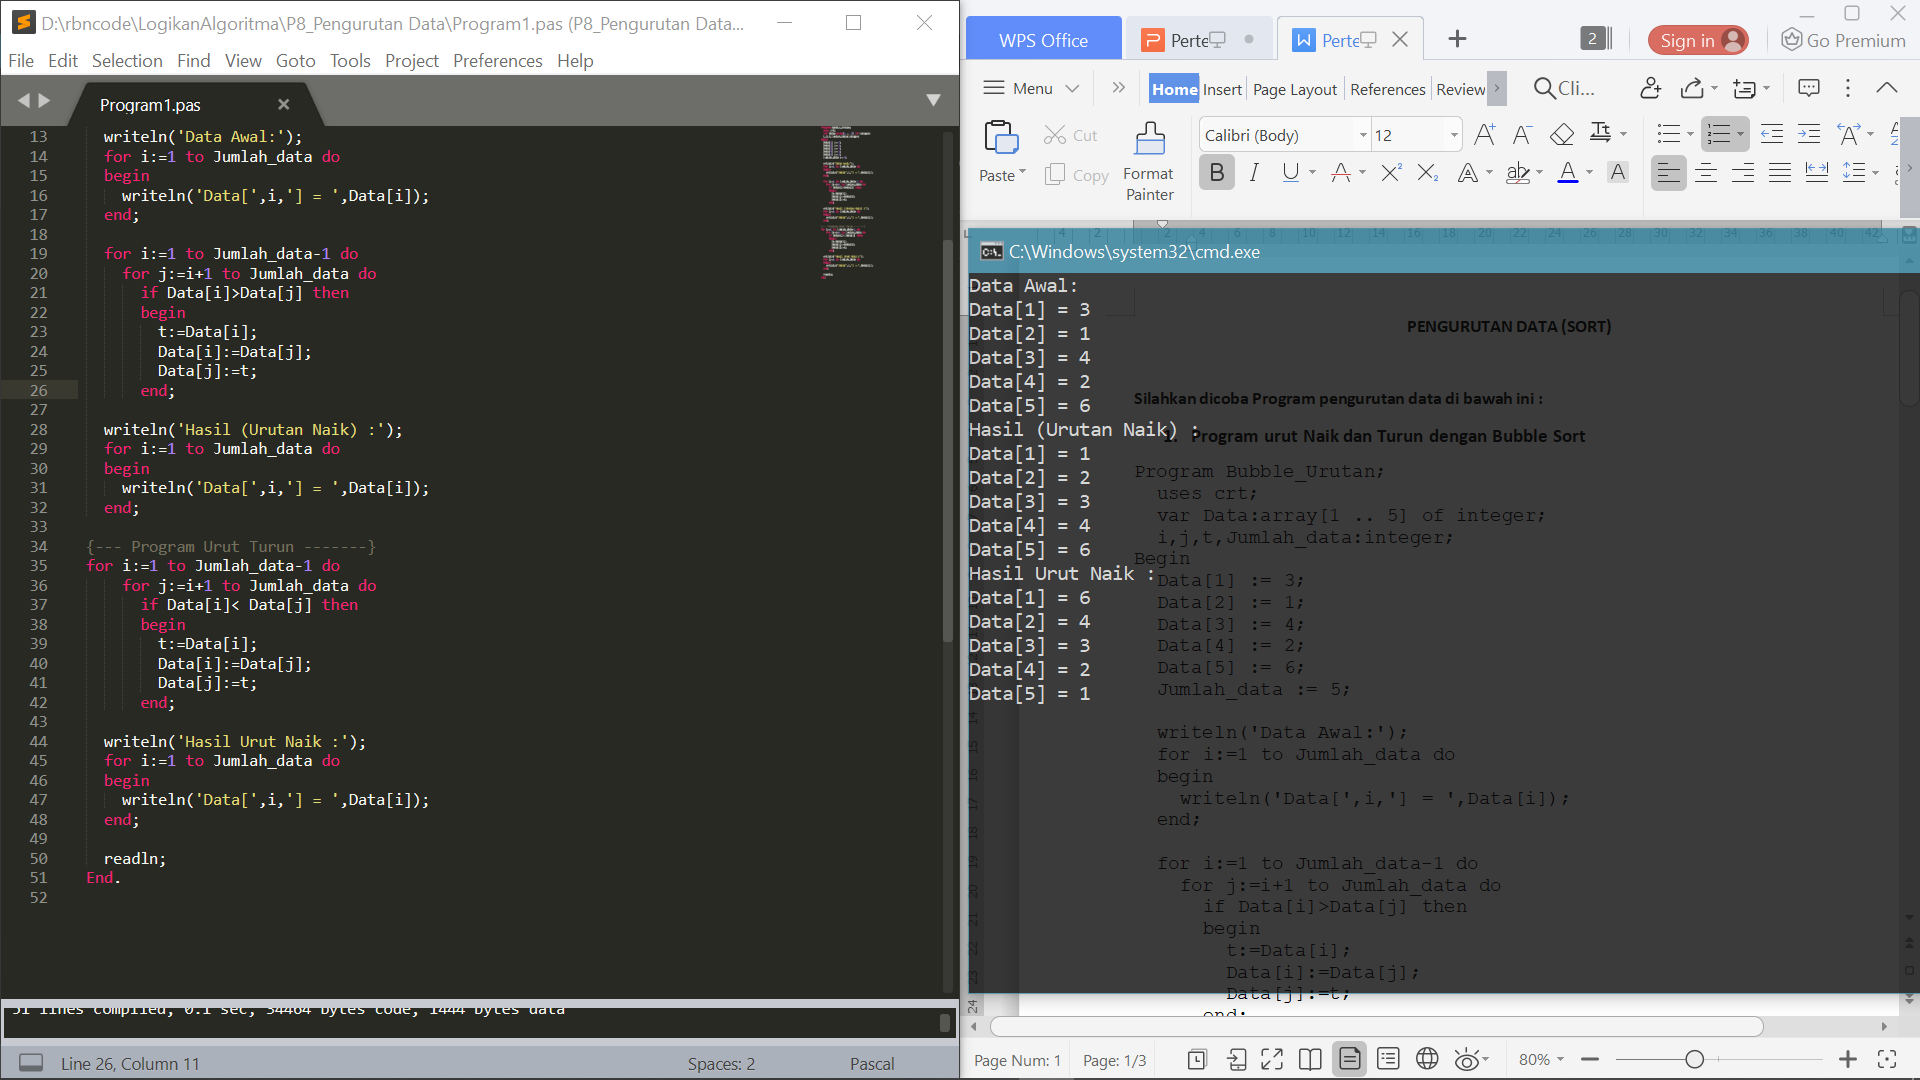 D:\rbncode\LogikanAlgoritma\P8_Pengurutan Data\Program1.pas (P8_Pengurutan Data...
File Edit Selection Find View Goto Tools Project Preferences Help
Program1.pas
13 writeln('Data Awal:');
14 for i:=1 to Jumlah_data do
15 begin
16 writeln('Data[',i,'] = ',Data[i]);
17 end;
18
19 for i:=1 to Jumlah_data-1 do
20 for j:=i+1 to Jumlah_data do
21 if Data[i]>Data[j] then
22 begin
23 t:=Data[i];
24 Data[i]:=Data[j];
25 Data[j]:=t;
26 end;
27
28 writeln('Hasil (Urutan Naik) :');
29 for i:=1 to Jumlah_data do
30 begin
31 writeln('Data[',i,'] = ',Data[i]);
32 end;
33
34 {--- Program Urut Turun -------}
35 for i:=1 to Jumlah_data-1 do
36 for j:=i+1 to Jumlah_data do
37 if Data[i]< Data[j] then
38 begin
39 t:=Data[i];
40 Data[i]:=Data[j];
41 Data[j]:=t;
42 end;
43
44 writeln('Hasil Urut Naik :');
45 for i:=1 to Jumlah_data do
46 begin
47 writeln('Data[',i,'] = ',Data[i]);
48 end;
49
50 readln;
51 End.
52
51 lines compiled, 0.1 sec, 34464 bytes code, 1444 bytes data
Line 26, Column 11 Spaces: 2 Pascal
WPS Office Perte Perte 2 Sign in Go Premium
Menu Home Insert Page Layout References Review Cli...
Paste Cut Copy Format Painter Calibri (Body) 12
C:\Windows\system32\cmd.exe
Data Awal:
Data[1] = 3
Data[2] = 1
Data[3] = 4
Data[4] = 2
Data[5] = 6
Hasil (Urutan Naik) :
Data[1] = 1
Data[2] = 2
Data[3] = 3
Data[4] = 4
Data[5] = 6
Hasil Urut Naik :
Data[1] = 6
Data[2] = 4
Data[3] = 3
Data[4] = 2
Data[5] = 1
PENGURUTAN DATA (SORT)
Silahkan dicoba Program pengurutan data di bawah ini :
1. Program urut Naik dan Turun dengan Bubble Sort
Program Bubble_Urutan;
uses crt;
var Data:array[1 .. 5] of integer;
i,j,t,Jumlah_data:integer;
Begin
Data[1] := 3;
Data[2] := 1;
Data[3] := 4;
Data[4] := 2;
Data[5] := 6;
Jumlah_data := 5;
writeln('Data Awal:');
for i:=1 to Jumlah_data do
begin
writeln('Data[',i,'] = ',Data[i]);
end;
for i:=1 to Jumlah_data-1 do
for j:=i+1 to Jumlah_data do
if Data[i]>Data[j] then
begin
t:=Data[i];
Data[i]:=Data[j];
Data[j]:=t;
end;
Page Num: 1 Page: 1/3 80%